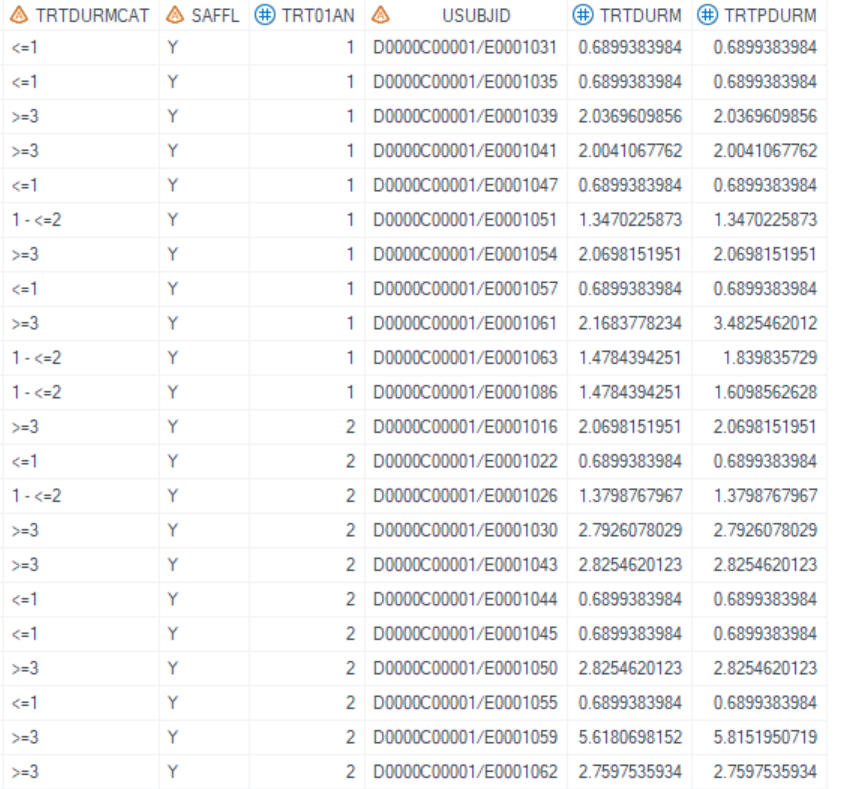 TRTDURMCAT SAFFL TRT01AN USUBJID TRTDURM TRTPDURM
<=1 Y 1 D0000C00001/E0001031 0.6899383984 0.6899383984
<=1 Y 1 D0000C00001/E0001035 0.6899383984 0.6899383984
>=3 Y 1 D0000C00001/E0001039 2.0369609856 2.0369609856
>=3 Y 1 D0000C00001/E0001041 2.0041067762 2.0041067762
<=1 Y 1 D0000C00001/E0001047 0.6899383984 0.6899383984
1 - <=2 Y 1 D0000C00001/E0001051 1.3470225873 1.3470225873
>=3 Y 1 D0000C00001/E0001054 2.0698151951 2.0698151951
<=1 Y 1 D0000C00001/E0001057 0.6899383984 0.6899383984
>=3 Y 1 D0000C00001/E0001061 2.1683778234 3.4825462012
1 - <=2 Y 1 D0000C00001/E0001063 1.4784394251 1.839835729
1 - <=2 Y 1 D0000C00001/E0001086 1.4784394251 1.6098562628
>=3 Y 2 D0000C00001/E0001016 2.0698151951 2.0698151951
<=1 Y 2 D0000C00001/E0001022 0.6899383984 0.6899383984
1 - <=2 Y 2 D0000C00001/E0001026 1.3798767967 1.3798767967
>=3 Y 2 D0000C00001/E0001030 2.7926078029 2.7926078029
>=3 Y 2 D0000C00001/E0001043 2.8254620123 2.8254620123
<=1 Y 2 D0000C00001/E0001044 0.6899383984 0.6899383984
<=1 Y 2 D0000C00001/E0001045 0.6899383984 0.6899383984
>=3 Y 2 D0000C00001/E0001050 2.8254620123 2.8254620123
<=1 Y 2 D0000C00001/E0001055 0.6899383984 0.6899383984
>=3 Y 2 D0000C00001/E0001059 5.6180698152 5.8151950719
>=3 Y 2 D0000C00001/E0001062 2.7597535934 2.7597535934